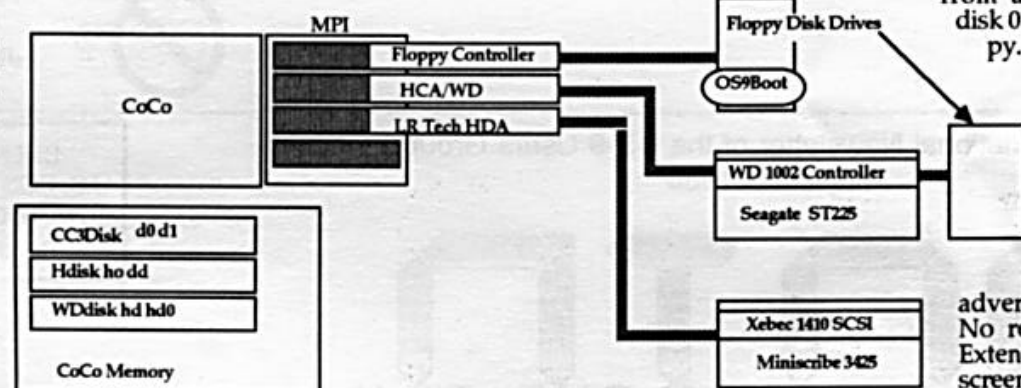 MPI
CoCo
Floppy Controller
HCA/WD
LR Tech HDA
Floppy Disk Drives
OS9Boot
WD 1002 Controller
Seagate ST225
Xebec 1410 SCSI
Miniscribe 3425
CC3Disk d0 d1
Hdisk ho dd
WDdisk hd hd0
CoCo Memory
disk 0
py.
adver
No re
Exten
screen